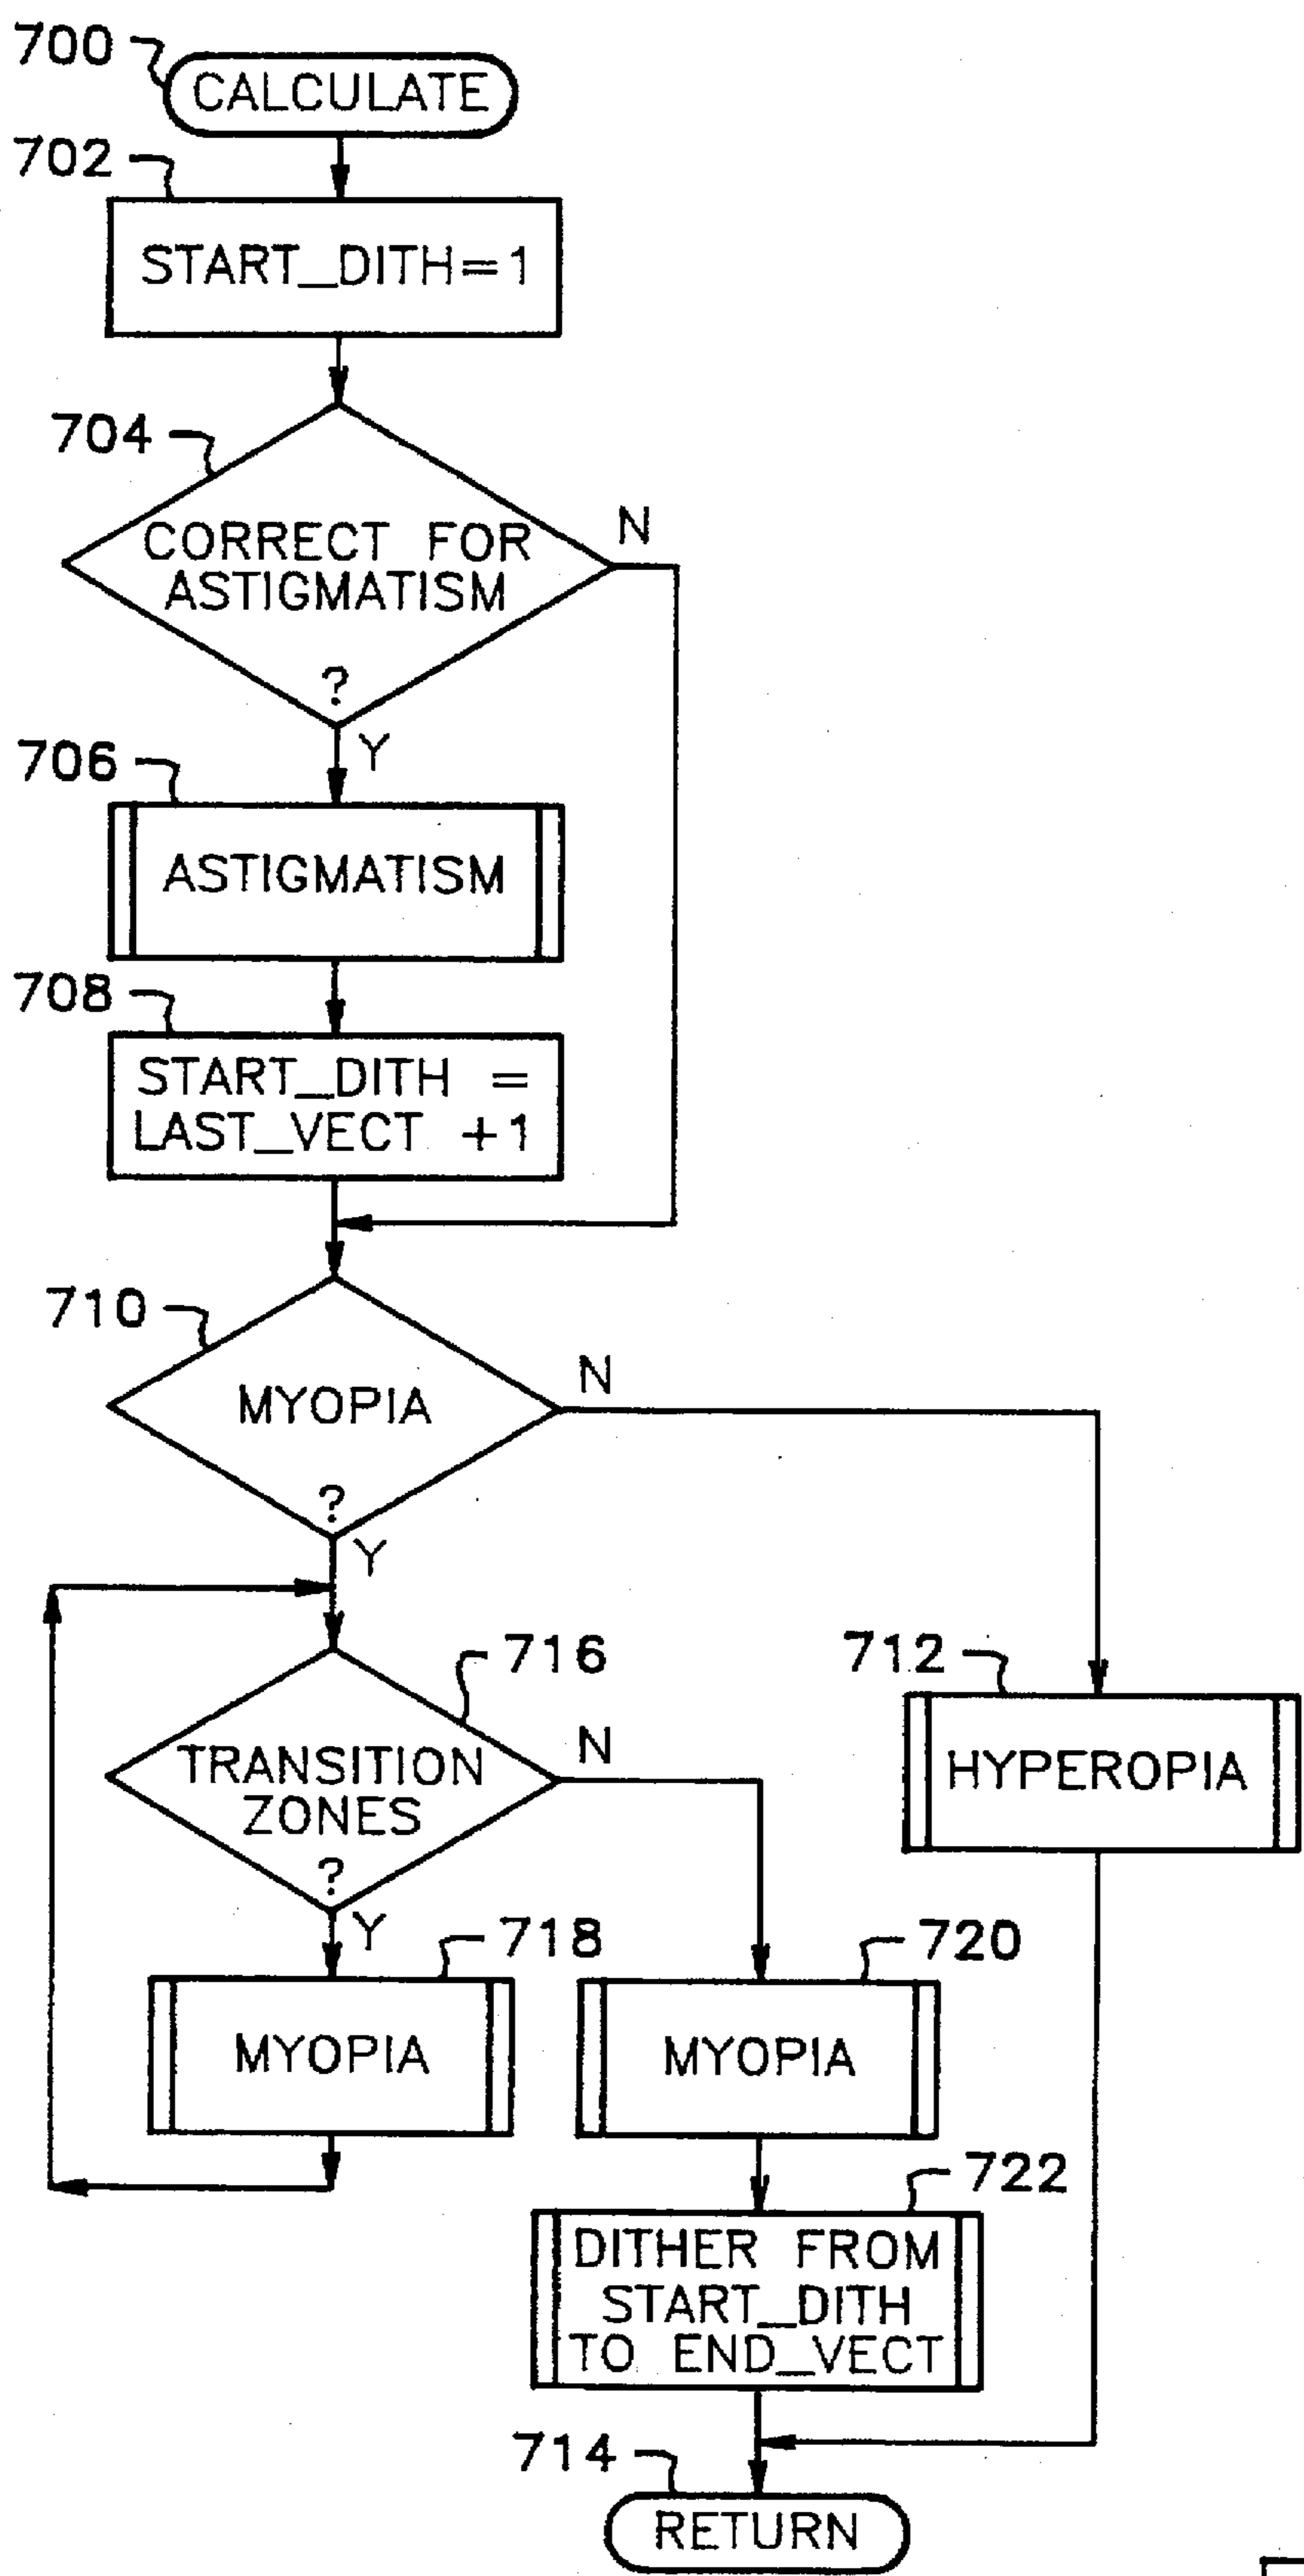 700
CALCULATE
702
START_DITH=1
704
CORRECT FOR
ASTIGMATISM
?
N
Y
706
ASTIGMATISM
708
START_DITH =
LAST_VECT +1
710
MYOPIA
?
N
Y
716
TRANSITION
ZONES
?
N
Y
712
HYPEROPIA
718
MYOPIA
720
MYOPIA
722
DITHER FROM
START_DITH
TO END_VECT
714
RETURN